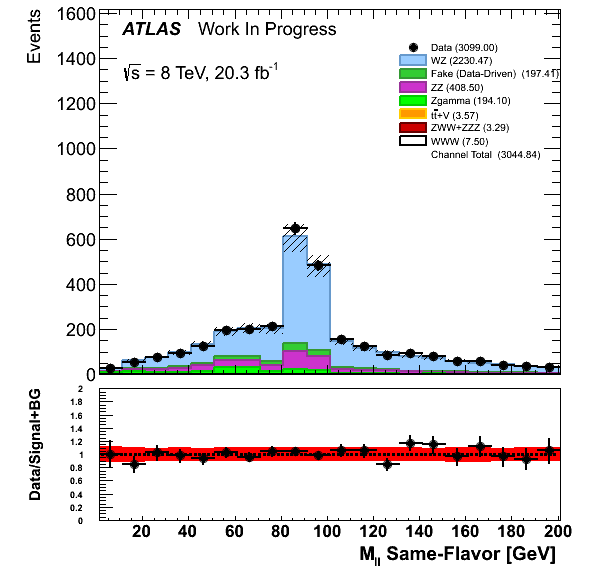 Events
1600
1400
1200
1000
800
600
400
200
0
ATLAS Work In Progress
√s = 8 TeV, 20.3 fb⁻¹
Data (3099.00)
WZ (2230.47)
Fake (Data-Driven) (197.41)
ZZ (408.50)
Zgamma (194.10)
tt̄+V (3.57)
ZWW+ZZZ (3.29)
WWW (7.50)
Channel Total (3044.84)
Data/Signal+BG
2
1.8
1.6
1.4
1.2
1
0.8
0.6
0.4
0.2
0
20 40 60 80 100 120 140 160 180 200
M_ll Same-Flavor [GeV]